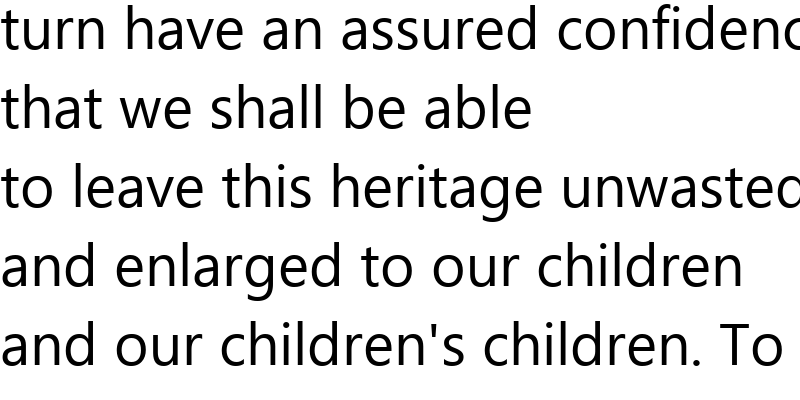 turn have an assured confidenc
that we shall be able
to leave this heritage unwasted
and enlarged to our children
and our children's children. To